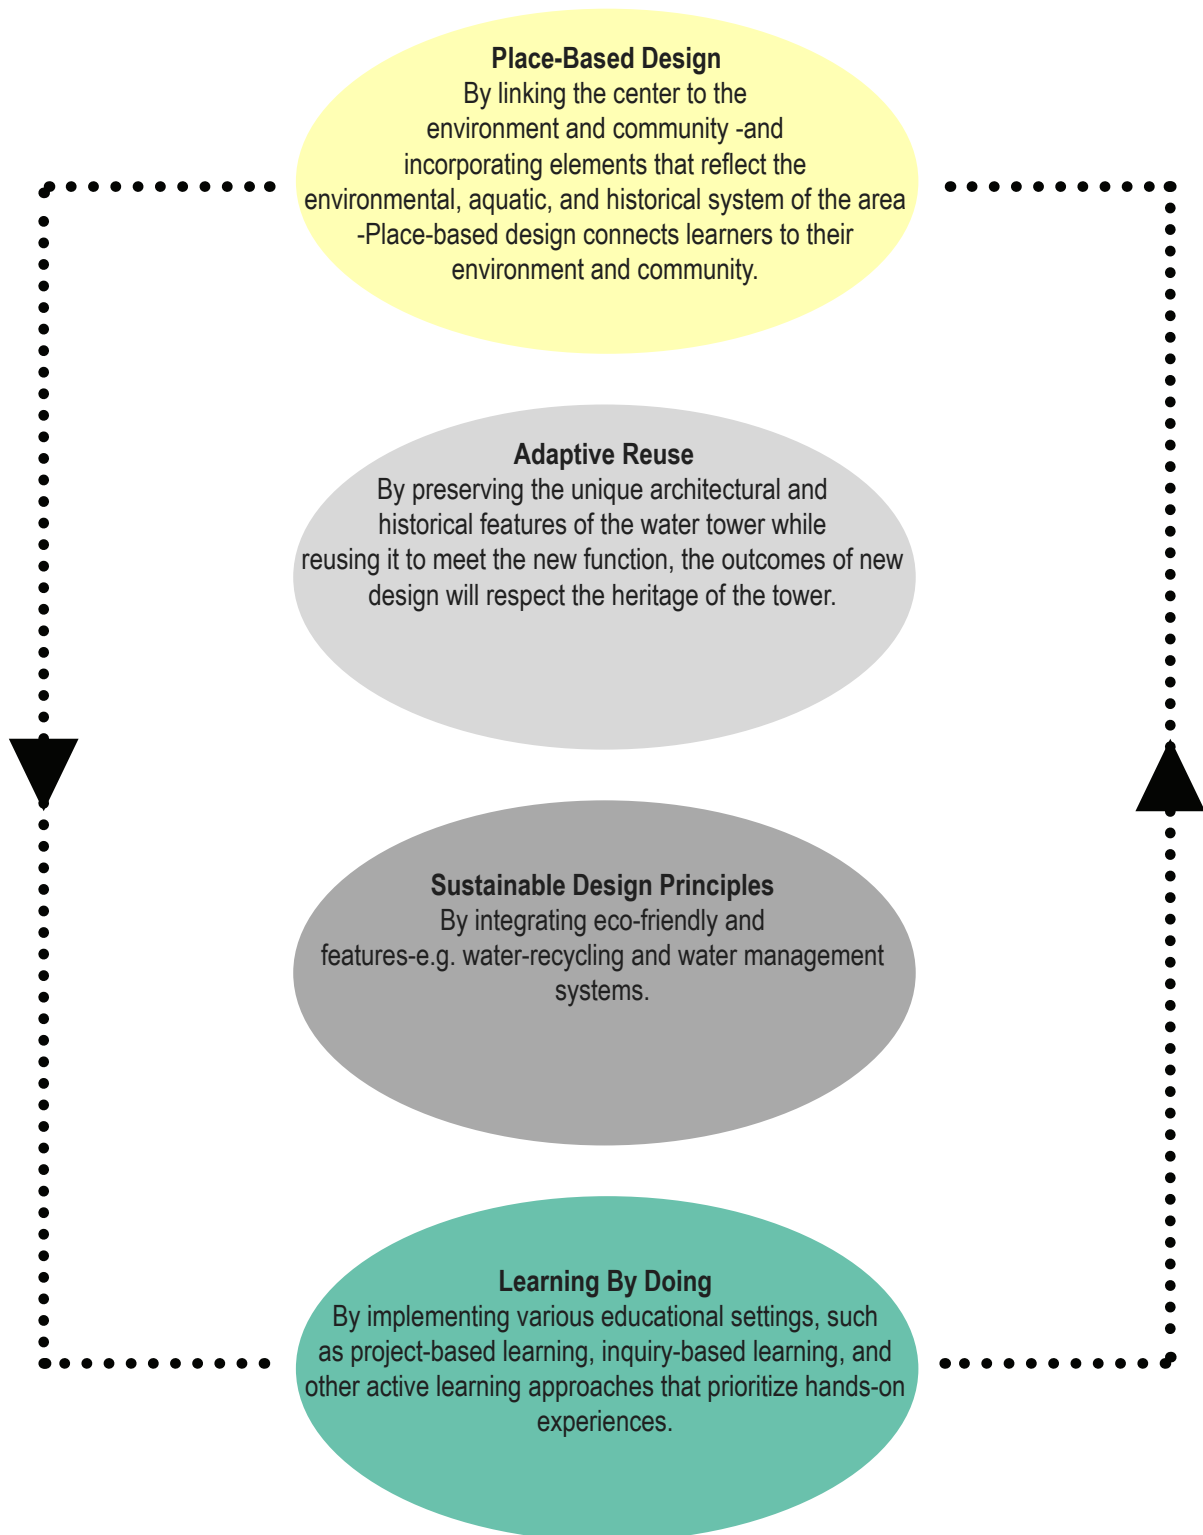 Place-Based Design
By linking the center to the
environment and community -and
incorporating elements that reflect the
environmental, aquatic, and historical system of the area
-Place-based design connects learners to their
environment and community.
Adaptive Reuse
By preserving the unique architectural and
historical features of the water tower while
reusing it to meet the new function, the outcomes of new
design will respect the heritage of the tower.
Sustainable Design Principles
By integrating eco-friendly and
features-e.g. water-recycling and water management
systems.
Learning By Doing
By implementing various educational settings, such
as project-based learning, inquiry-based learning, and
other active learning approaches that prioritize hands-on
experiences.